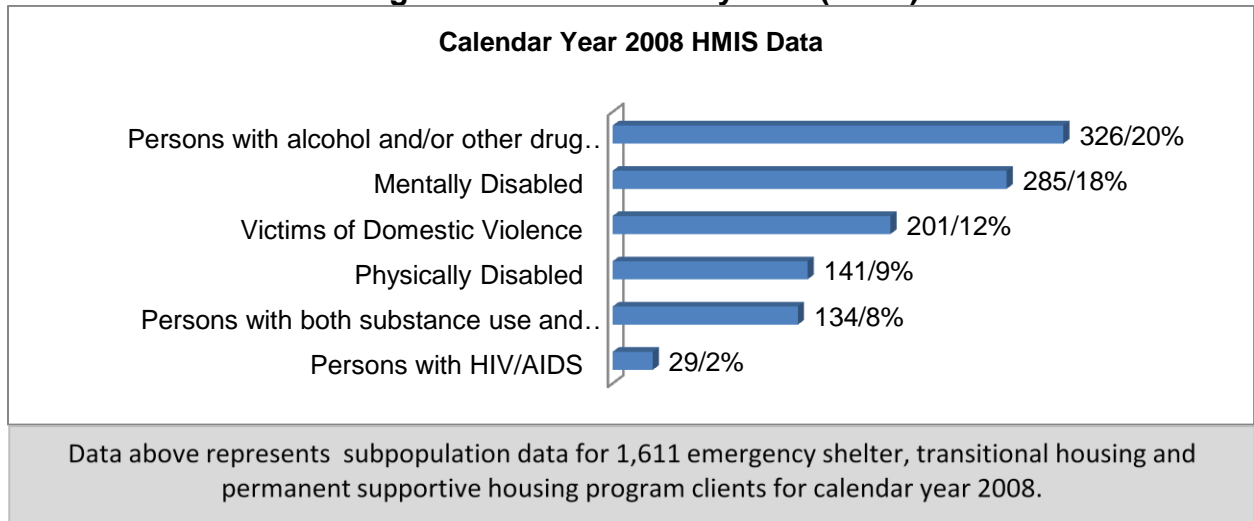 Calendar Year 2008 HMIS Data
Persons with alcohol and/or other drug.. 326/20%
Mentally Disabled 285/18%
Victims of Domestic Violence 201/12%
Physically Disabled 141/9%
Persons with both substance use and.. 134/8%
Persons with HIV/AIDS 29/2%
Data above represents subpopulation data for 1,611 emergency shelter, transitional housing and
permanent supportive housing program clients for calendar year 2008.